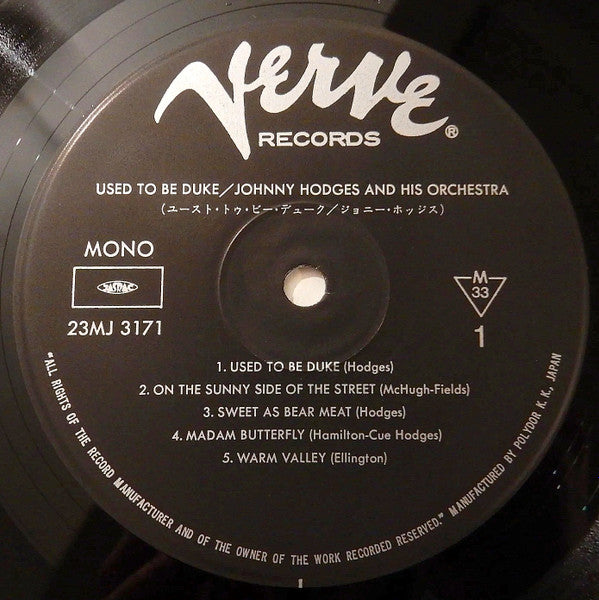 Verve®
RECORDS
USED TO BE DUKE/JOHNNY HODGES AND HIS ORCHESTRA
(ユースト・トゥ・ビー・デューク/ジョニー・ホッジス)
MONO
JASRAC
23MJ 3171
M
33
1
1. USED TO BE DUKE (Hodges)
2. ON THE SUNNY SIDE OF THE STREET (McHugh-Fields)
3. SWEET AS BEAR MEAT (Hodges)
4. MADAM BUTTERFLY (Hamilton-Cue Hodges)
5. WARM VALLEY (Ellington)
"ALL RIGHTS OF THE RECORD MANUFACTURER AND OF THE OWNER OF THE WORK RECORDED RESERVED." MANUFACTURED BY POLYDOR K. K., JAPAN
1